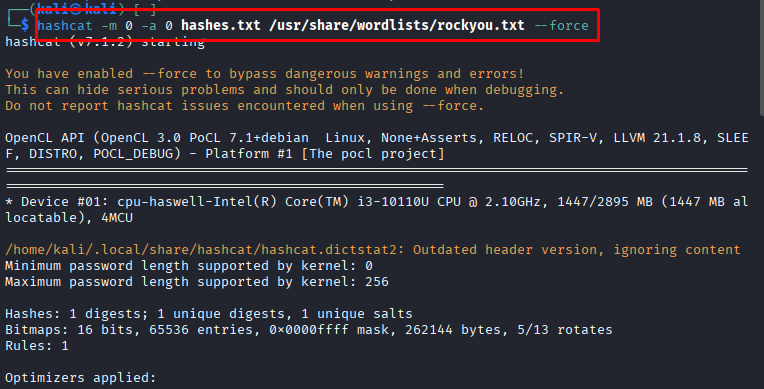 ┌──(kali㉿kali)-[~]
└─$ hashcat -m 0 -a 0 hashes.txt /usr/share/wordlists/rockyou.txt --force
hashcat (v7.1.2) starting
You have enabled --force to bypass dangerous warnings and errors!
This can hide serious problems and should only be done when debugging.
Do not report hashcat issues encountered when using --force.
OpenCL API (OpenCL 3.0 PoCL 7.1+debian  Linux, None+Asserts, RELOC, SPIR-V, LLVM 21.1.8, SLEE
F, DISTRO, POCL_DEBUG) - Platform #1 [The pocl project]
=============================================================================================
=======================================================
* Device #01: cpu-haswell-Intel(R) Core(TM) i3-10110U CPU @ 2.10GHz, 1447/2895 MB (1447 MB al
locatable), 4MCU
/home/kali/.local/share/hashcat/hashcat.dictstat2: Outdated header version, ignoring content
Minimum password length supported by kernel: 0
Maximum password length supported by kernel: 256
Hashes: 1 digests; 1 unique digests, 1 unique salts
Bitmaps: 16 bits, 65536 entries, 0x0000ffff mask, 262144 bytes, 5/13 rotates
Rules: 1
Optimizers applied: